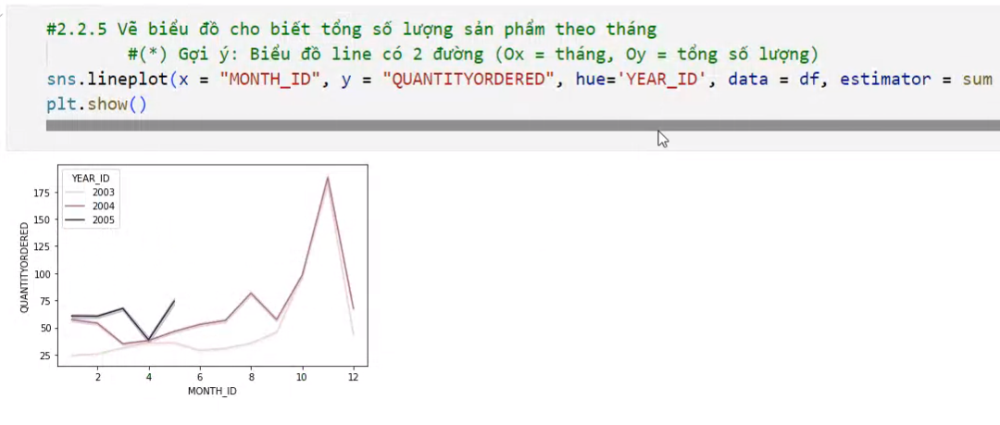 #2.2.5 Vẽ biểu đồ cho biết tổng số lượng sản phẩm theo tháng
#(*) Gợi ý: Biểu đồ line có 2 đường (Ox = tháng, Oy = tổng số lượng)
sns.lineplot(x = "MONTH_ID", y = "QUANTITYORDERED", hue='YEAR_ID', data = df, estimator = sum
plt.show()
YEAR_ID
2003
2004
2005
175
150
125
100
75
50
25
QUANTITYORDERED
2 4 6 8 10 12
MONTH_ID